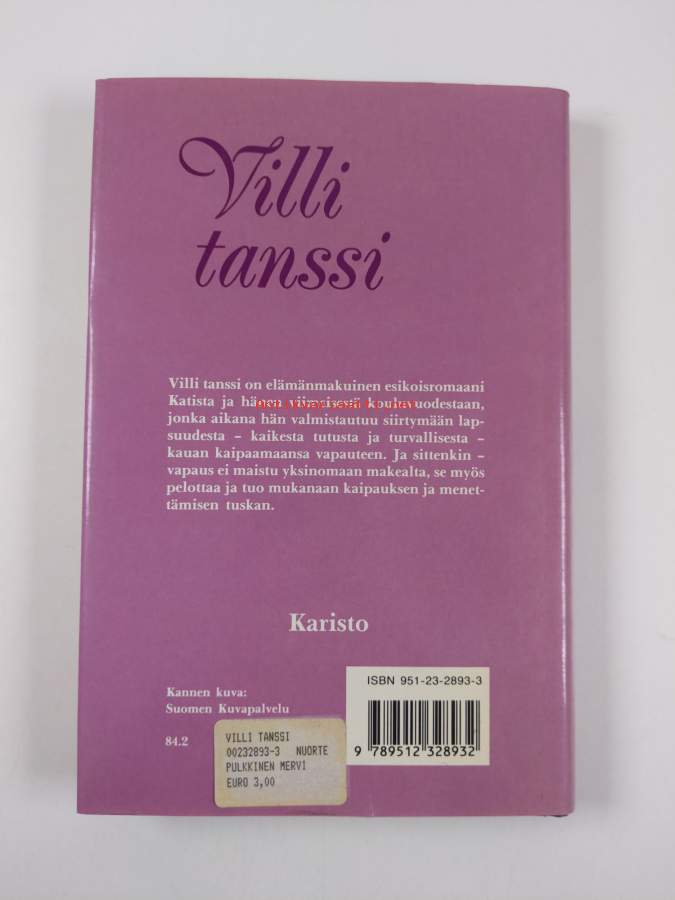 Villi
tanssi
Villi tanssi on elämänmakuinen esikoisromaani
Katista ja hänen viimeisestä kouluvuodestaan,
jonka aikana hän valmistautuu siirtymään lap-
suudesta – kaikesta tutusta ja turvallisesta –
kauan kaipaamaansa vapauteen. Ja sittenkin –
vapaus ei maistu yksinomaan makealta, se myös
pelottaa ja tuo mukanaan kaipauksen ja menet-
tämisen tuskan.
Karisto
ISBN 951-23-2893-3
Kannen kuva:
Suomen Kuvapalvelu
84.2
9 789512 328932
VILLI TANSSI
00232893-3 NUORTE
PULKKINEN MERVI
EURO 3,00